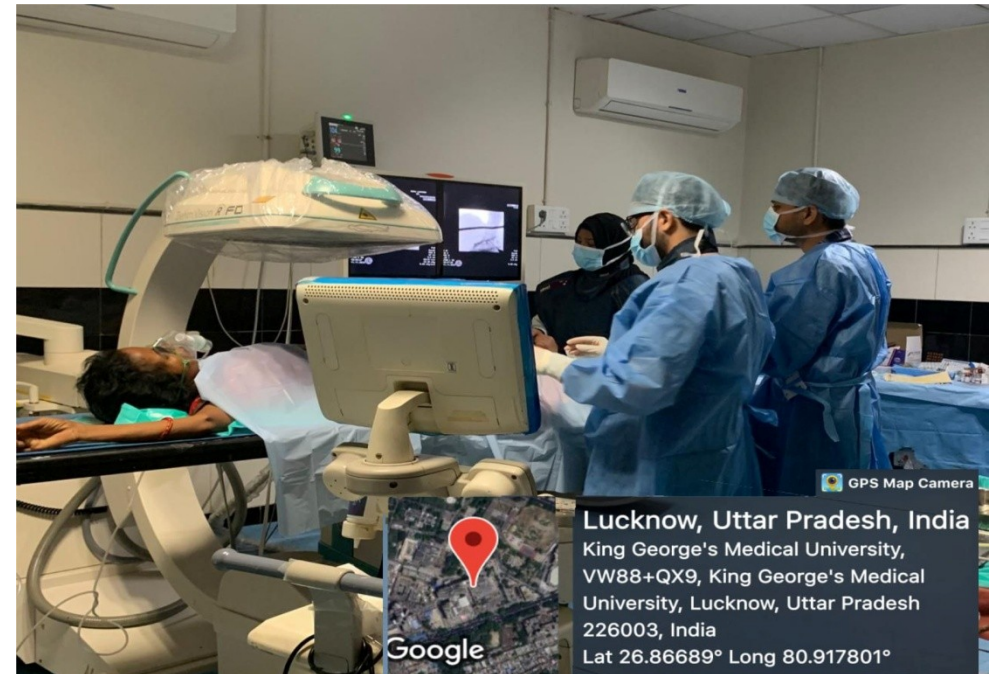 GPS Map Camera
Lucknow, Uttar Pradesh, India
King George's Medical University,
VW88+QX9, King George's Medical
University, Lucknow, Uttar Pradesh
226003, India
Lat 26.86689° Long 80.917801°
Google